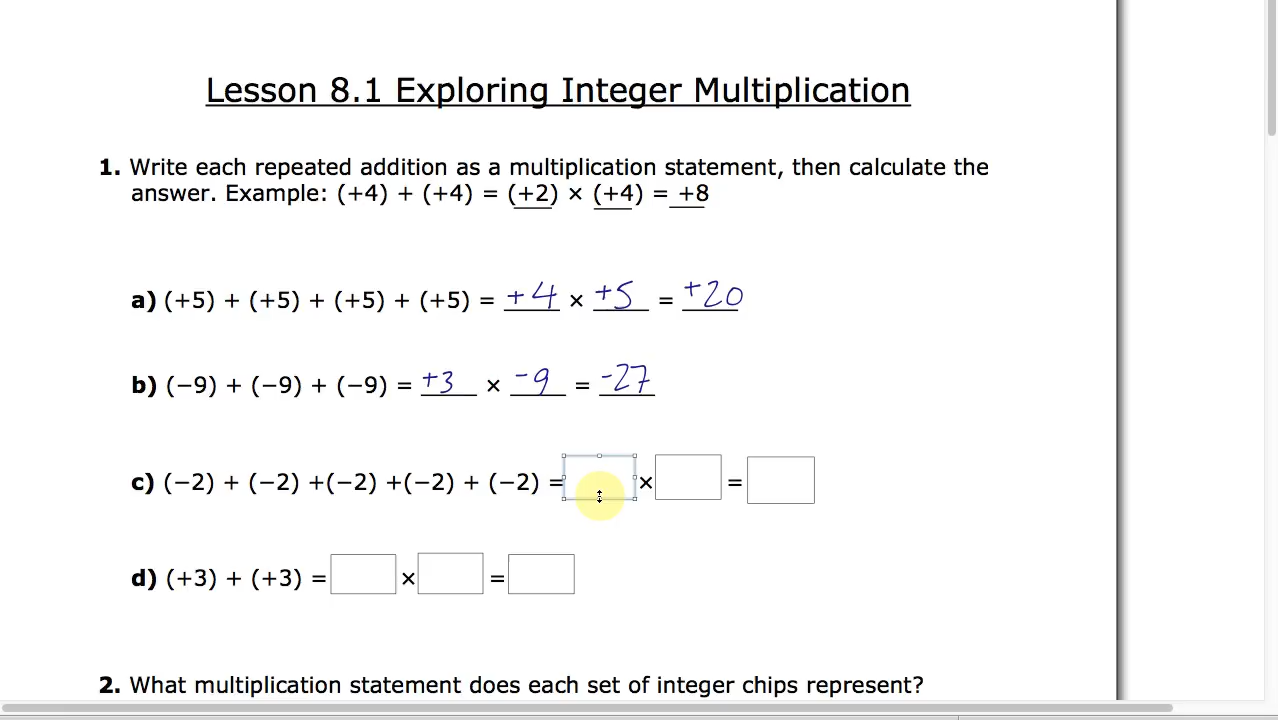 Lesson 8.1 Exploring Integer Multiplication
1. Write each repeated addition as a multiplication statement, then calculate the
answer. Example: (+4) + (+4) = (+2) × (+4) = +8
a) (+5) + (+5) + (+5) + (+5) = +4 × +5 = +20
b) (−9) + (−9) + (−9) = +3 × -9 = -27
c) (−2) + (−2) +(−2) +(−2) + (−2) = × =
d) (+3) + (+3) = × =
2. What multiplication statement does each set of integer chips represent?